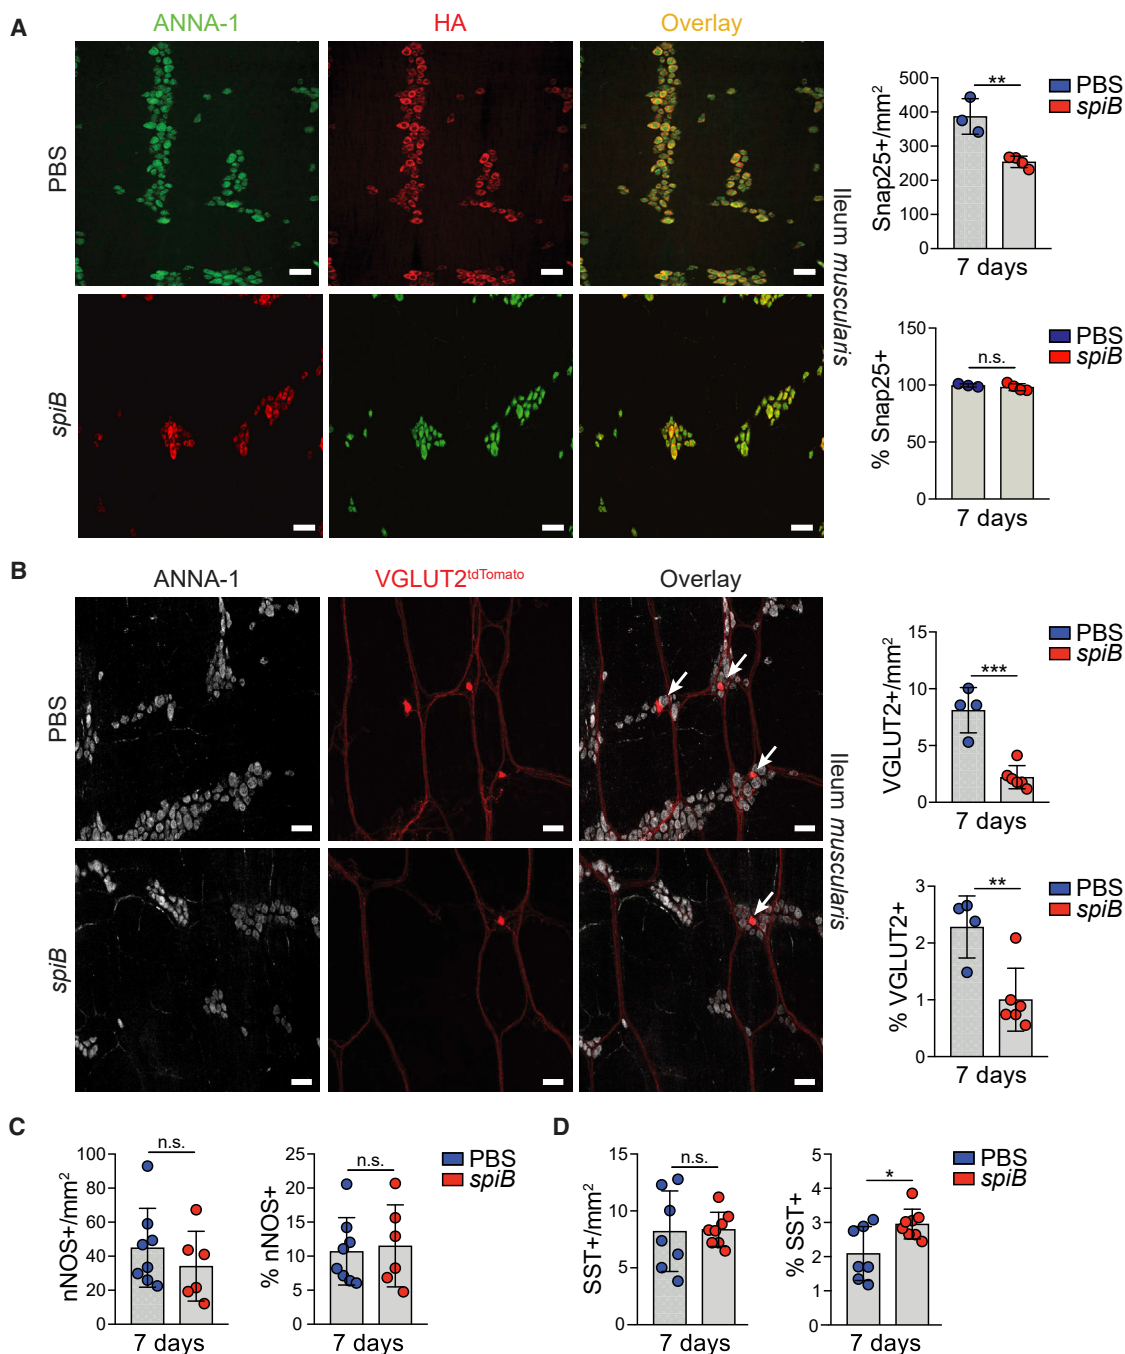 A
ANNA-1
HA
Overlay
PBS
spiB
Ileum muscularis
Snap25+/mm²
500
400
300
200
100
0
**
7 days
PBS
spiB
% Snap25+
150
100
50
0
n.s.
7 days
PBS
spiB
B
ANNA-1
VGLUT2tdTomato
Overlay
PBS
spiB
Ileum muscularis
VGLUT2+/mm²
15
10
5
0
***
7 days
PBS
spiB
% VGLUT2+
3
2
1
0
**
7 days
PBS
spiB
C
nNOS+/mm²
100
80
60
40
20
0
n.s.
7 days
% nNOS+
25
20
15
10
5
0
n.s.
7 days
PBS
spiB
D
SST+/mm²
15
10
5
0
n.s.
7 days
% SST+
5
4
3
2
1
0
*
7 days
PBS
spiB